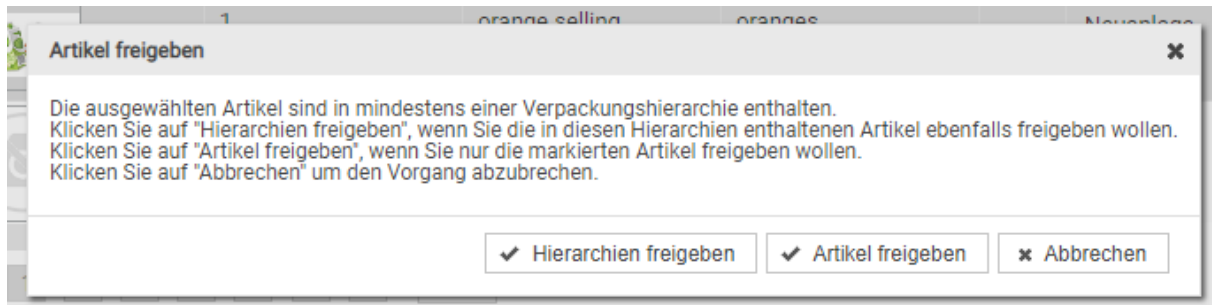 1 orange selling oranges Neuanlage
Artikel freigeben
Die ausgewählten Artikel sind in mindestens einer Verpackungshierarchie enthalten.
Klicken Sie auf "Hierarchien freigeben", wenn Sie die in diesen Hierarchien enthaltenen Artikel ebenfalls freigeben wollen.
Klicken Sie auf "Artikel freigeben", wenn Sie nur die markierten Artikel freigeben wollen.
Klicken Sie auf "Abbrechen" um den Vorgang abzubrechen.
Hierarchien freigeben Artikel freigeben Abbrechen